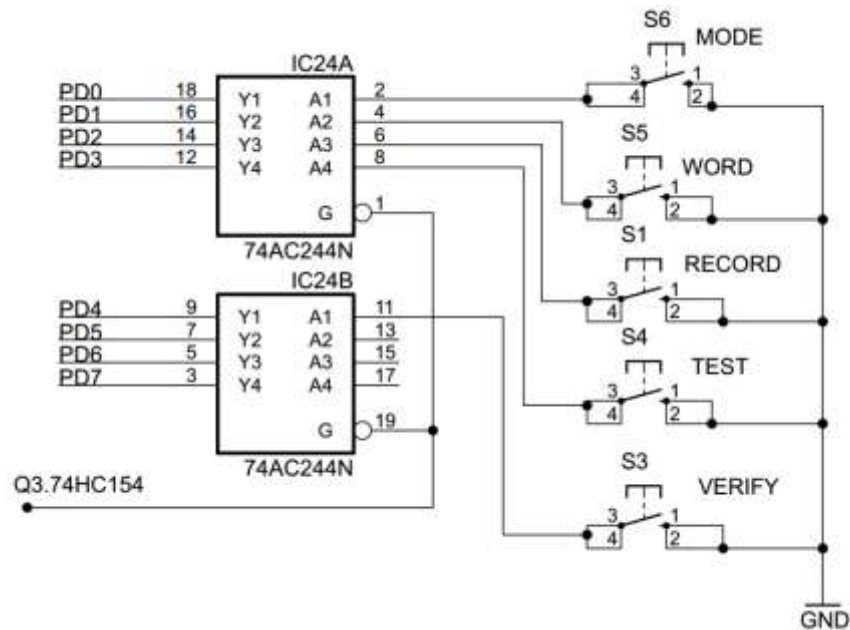 S6
MODE
IC24A
3 1
4 2
PD0 18 Y1 A1 2
PD1 16 Y2 A2 4
PD2 14 Y3 A3 6
PD3 12 Y4 A4 8
S5
WORD
3 1
4 2
G 1
74AC244N
S1
RECORD
3 1
4 2
IC24B
PD4 9 Y1 A1 11
PD5 7 Y2 A2 13
PD6 5 Y3 A3 15
PD7 3 Y4 A4 17
S4
TEST
3 1
4 2
G 19
74AC244N
S3
VERIFY
Q3.74HC154
3 1
4 2
GND